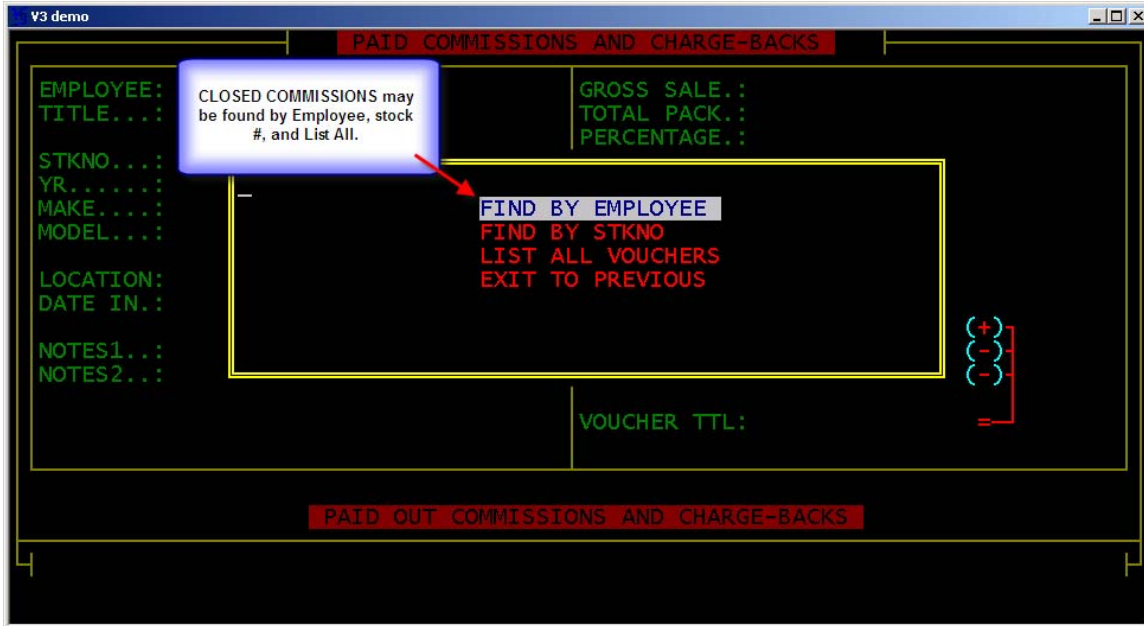 V3 demo
PAID COMMISSIONS AND CHARGE-BACKS
EMPLOYEE:
TITLE...:
CLOSED COMMISSIONS may
be found by Employee, stock
#, and List All.
GROSS SALE.:
TOTAL PACK.:
PERCENTAGE.:
STKNO...:
YR......:
MAKE....:
MODEL...:
LOCATION:
DATE IN.:
NOTES1..:
NOTES2..:
FIND BY EMPLOYEE
FIND BY STKNO
LIST ALL VOUCHERS
EXIT TO PREVIOUS
(+)
(-)
(-)
VOUCHER TTL: =
PAID OUT COMMISSIONS AND CHARGE-BACKS